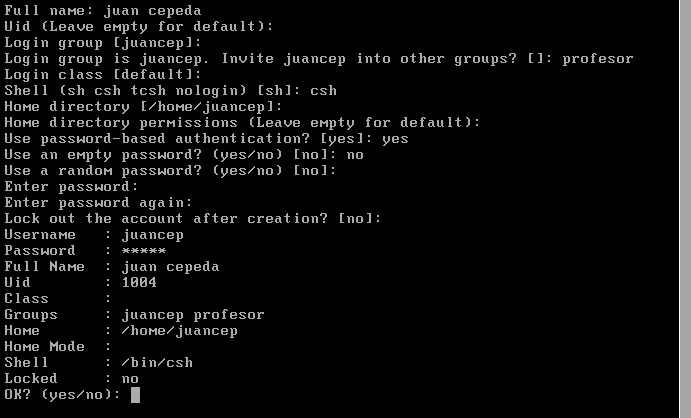 Full name: juan cepeda
Uid (Leave empty for default):
Login group [juancep]:
Login group is juancep. Invite juancep into other groups? []: profesor
Login class [default]:
Shell (sh csh tcsh nologin) [sh]: csh
Home directory [/home/juancep]:
Home directory permissions (Leave empty for default):
Use password-based authentication? [yes]: yes
Use an empty password? (yes/no) [no]: no
Use a random password? (yes/no) [no]:
Enter password:
Enter password again:
Lock out the account after creation? [no]:
Username   : juancep
Password   : *****
Full Name  : juan cepeda
Uid        : 1004
Class      :
Groups     : juancep profesor
Home       : /home/juancep
Home Mode  :
Shell      : /bin/csh
Locked     : no
OK? (yes/no):